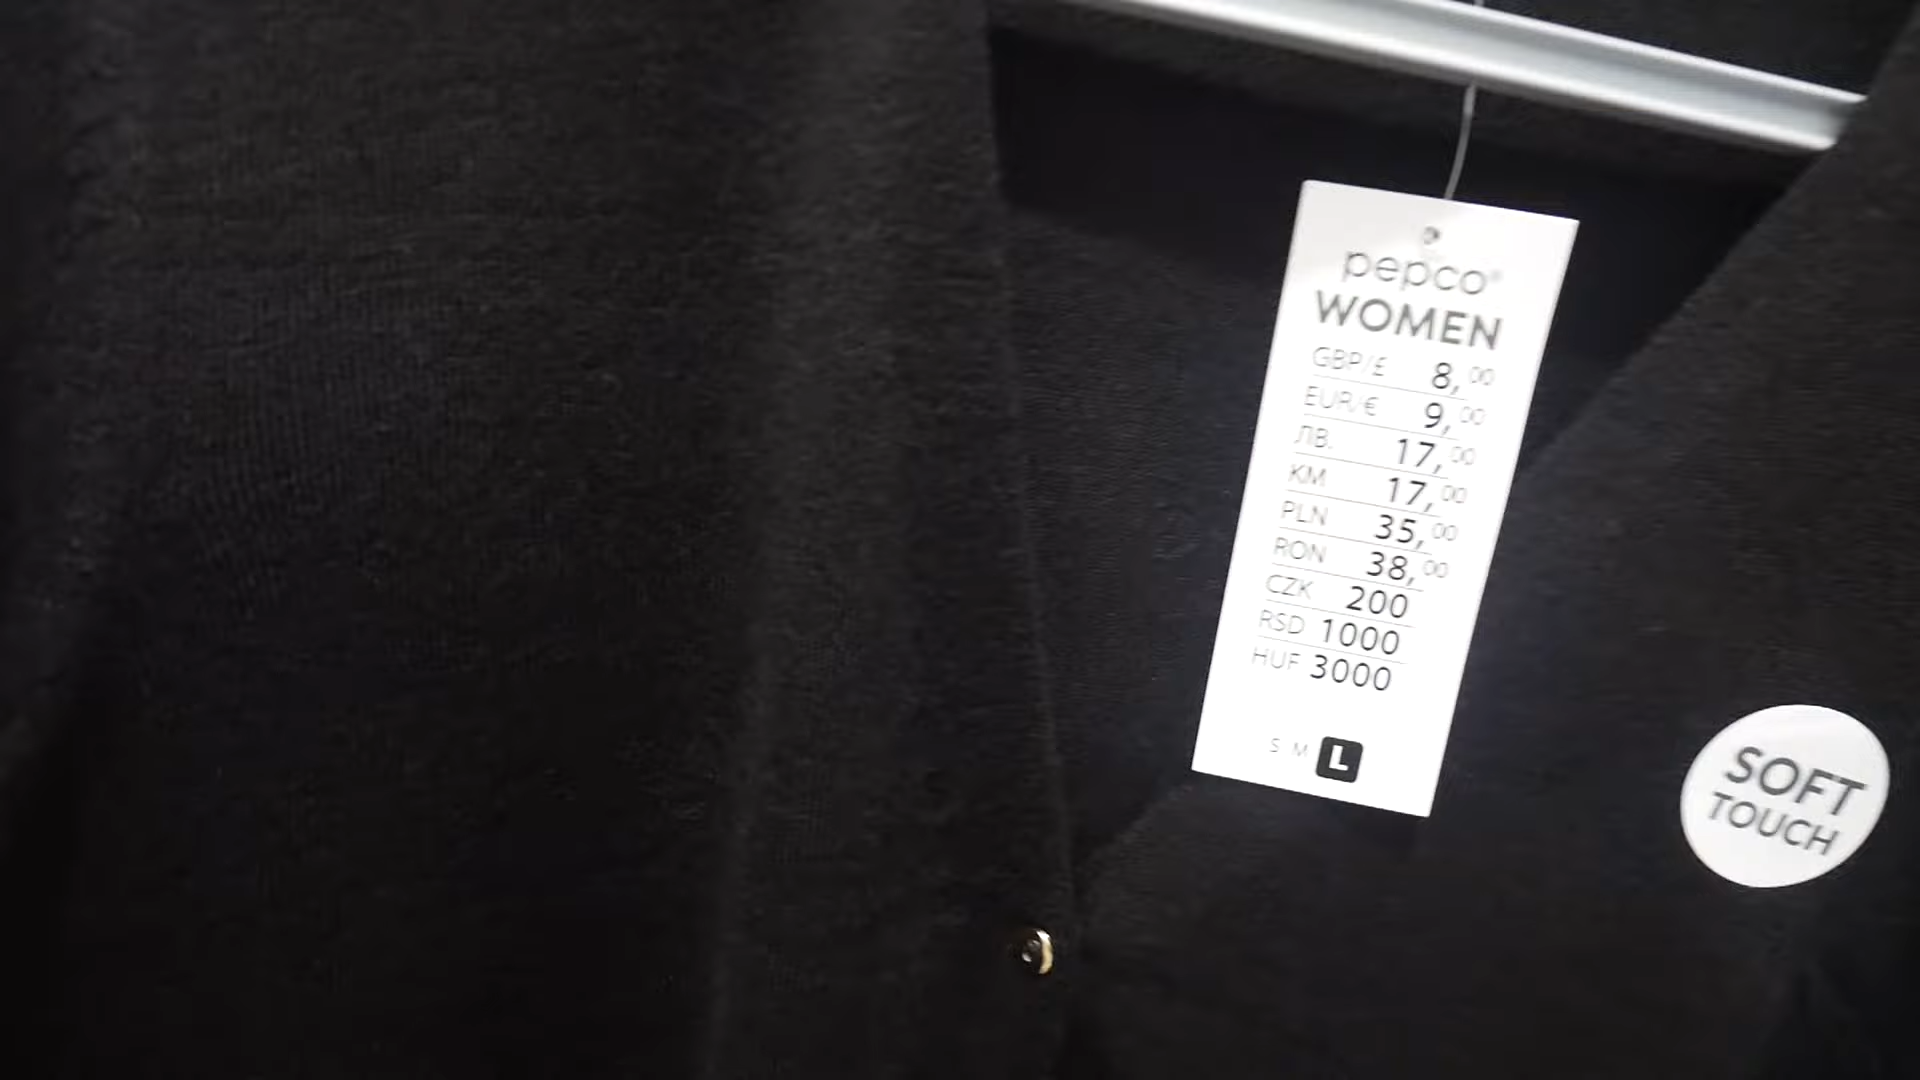 pepco®
WOMEN
GBP/£ 8,00
EUR/€ 9,00
ЛВ. 17,00
KM 17,00
PLN 35,00
RON 38,00
CZK 200
RSD 1000
HUF 3000
S M L
SOFT
TOUCH